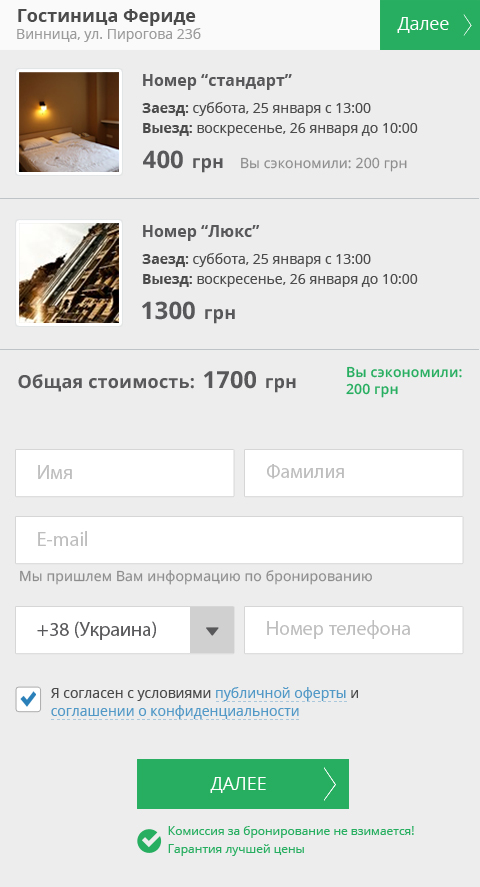 Гостиница Фериде
Далее
Винница, ул. Пирогова 23б
Номер “стандарт”
Заезд: суббота, 25 января с 13:00
Выезд: воскресенье, 26 января до 10:00
400 грн Вы сэкономили: 200 грн
Номер “Люкс”
Заезд: суббота, 25 января с 13:00
Выезд: воскресенье, 26 января до 10:00
1300 грн
Общая стоимость: 1700 грн
Вы сэкономили:
200 грн
Имя
Фамилия
E-mail
Мы пришлем Вам информацию по бронированию
+38 (Украина)
Номер телефона
Я согласен с условиями публичной оферты и
соглашении о конфиденциальности
ДАЛЕЕ
Комиссия за бронирование не взимается!
Гарантия лучшей цены